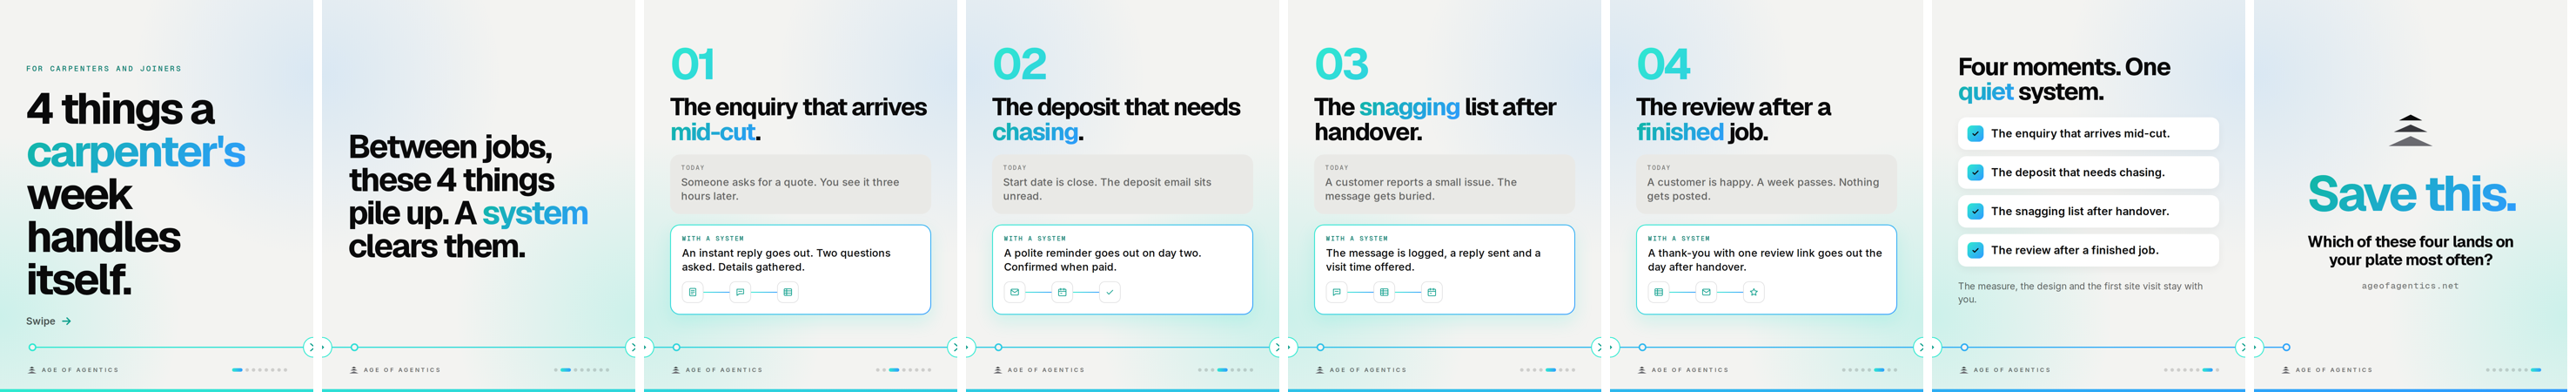 FOR CARPENTERS AND JOINERS
4 things a
carpenter's
week
handles
itself.
Swipe →
AGE OF AGENTICS
Between jobs,
these 4 things
pile up. A system
clears them.
AGE OF AGENTICS
01
The enquiry that arrives
mid-cut.
TODAY
Someone asks for a quote. You see it three
hours later.
WITH A SYSTEM
An instant reply goes out. Two questions
asked. Details gathered.
AGE OF AGENTICS
02
The deposit that needs
chasing.
TODAY
Start date is close. The deposit email sits
unread.
WITH A SYSTEM
A polite reminder goes out on day two.
Confirmed when paid.
AGE OF AGENTICS
03
The snagging list after
handover.
TODAY
A customer reports a small issue. The
message gets buried.
WITH A SYSTEM
The message is logged, a reply sent and a
visit time offered.
AGE OF AGENTICS
04
The review after a
finished job.
TODAY
A customer is happy. A week passes. Nothing
gets posted.
WITH A SYSTEM
A thank-you with one review link goes out the
day after handover.
AGE OF AGENTICS
Four moments. One
quiet system.
The enquiry that arrives mid-cut.
The deposit that needs chasing.
The snagging list after handover.
The review after a finished job.
The measure, the design and the first site visit stay with
you.
AGE OF AGENTICS
Save this.
Which of these four lands on
your plate most often?
ageofagentics.net
AGE OF AGENTICS